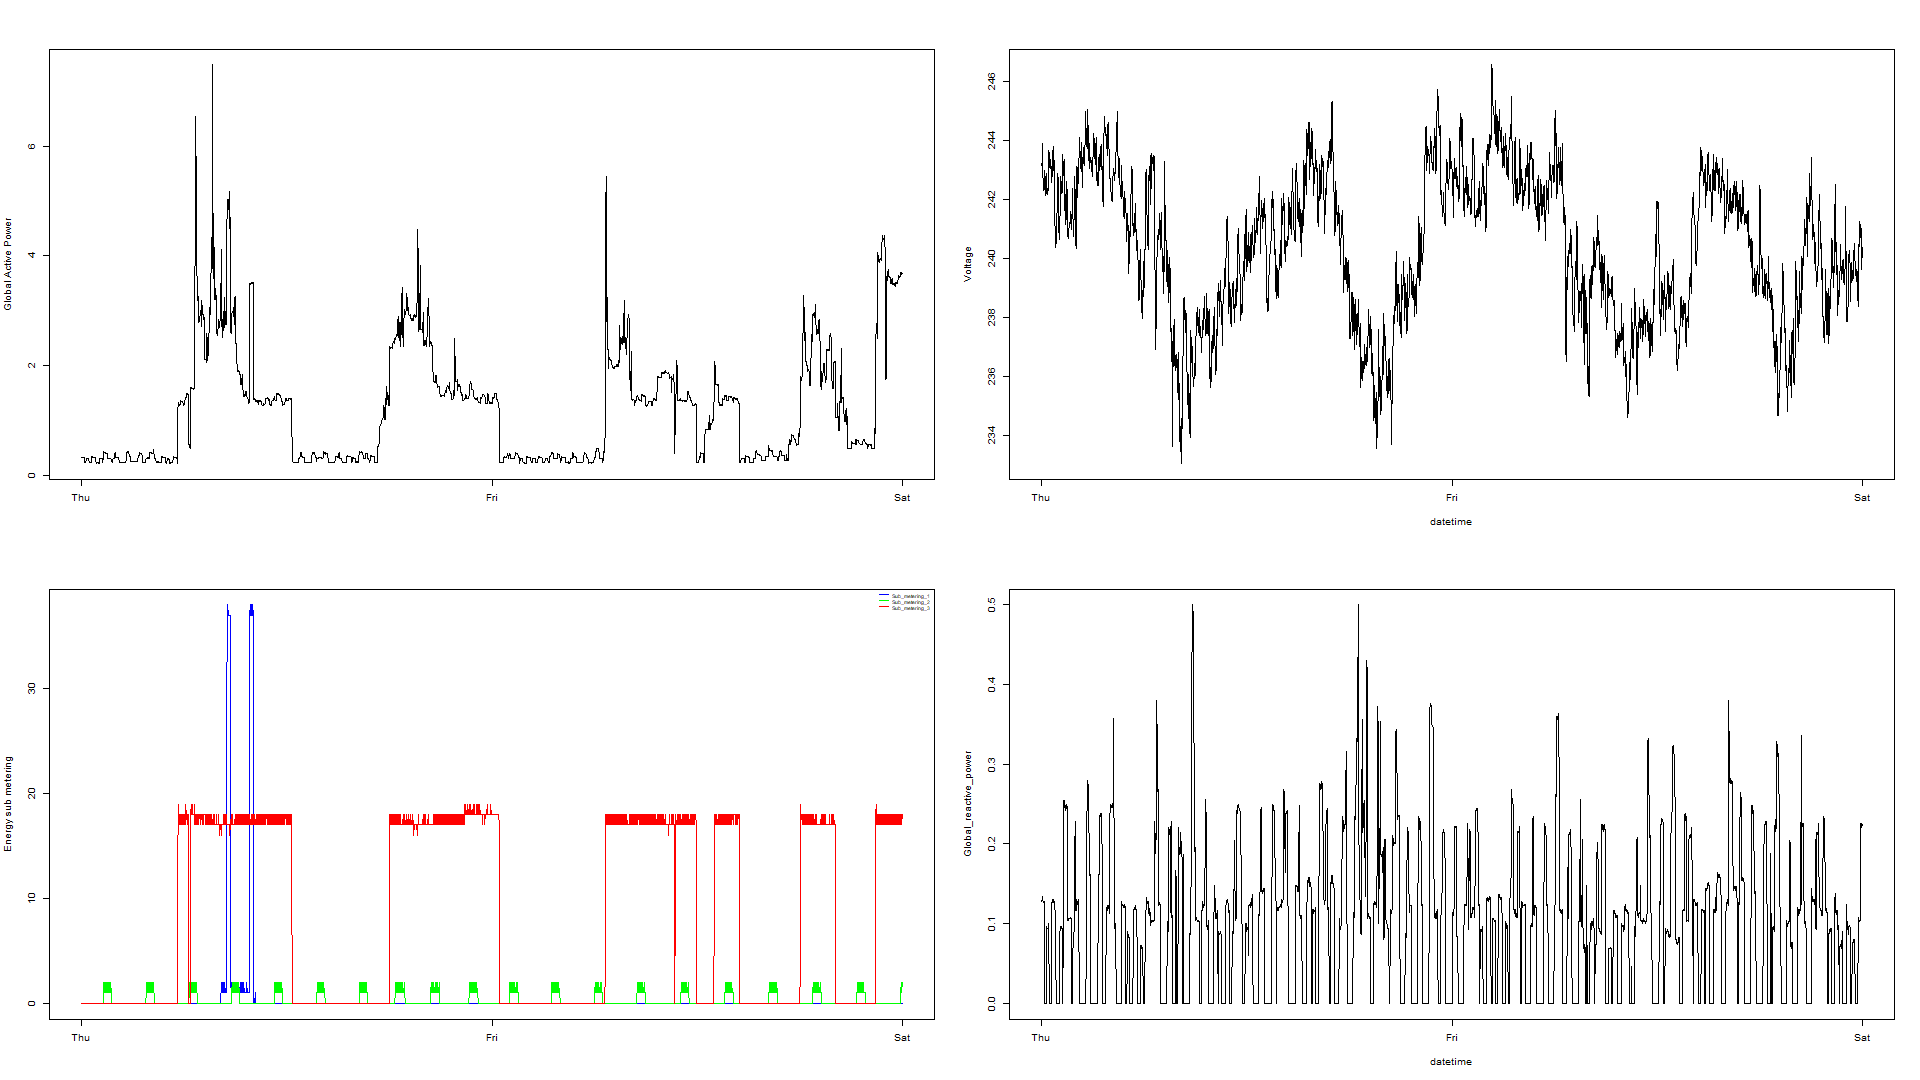 Global Active Power
0 2 4 6
Thu Fri Sat
Voltage
234 236 238 240 242 244 246
Thu Fri Sat
datetime
Energy sub metering
0 10 20 30
Sub_metering_1
Sub_metering_2
Sub_metering_3
Thu Fri Sat
Global_reactive_power
0.0 0.1 0.2 0.3 0.4 0.5
Thu Fri Sat
datetime